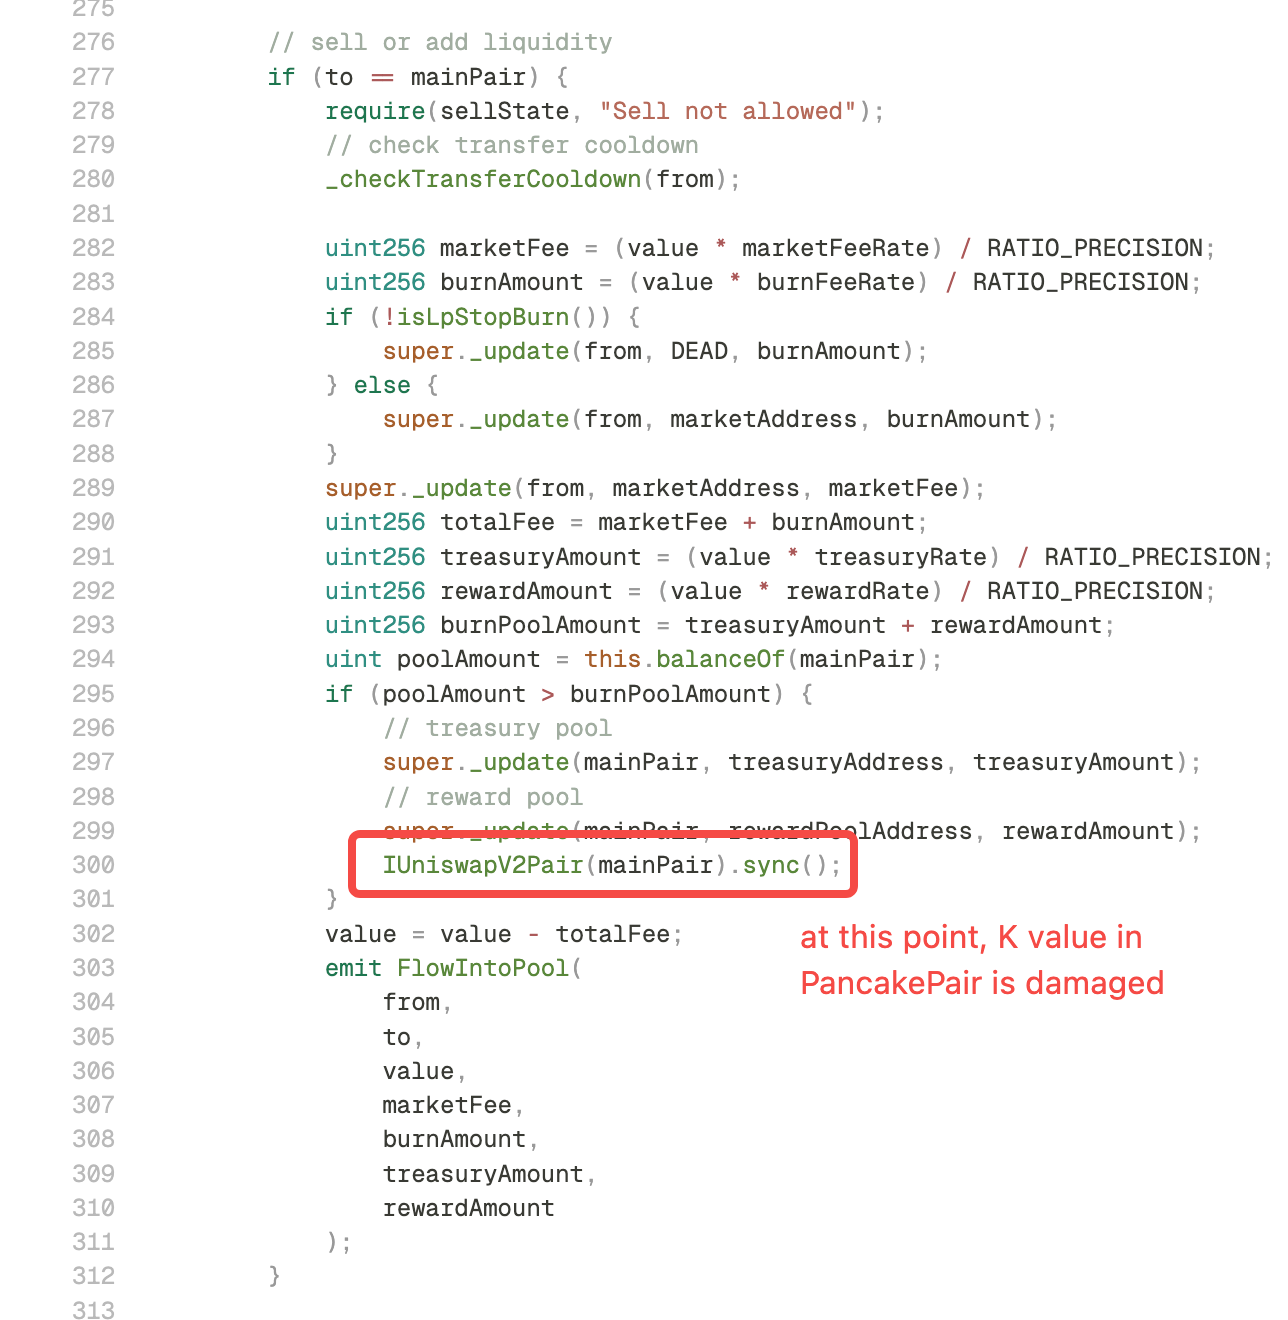 275
276 // sell or add liquidity
277 if (to == mainPair) {
278 require(sellState, "Sell not allowed");
279 // check transfer cooldown
280 _checkTransferCooldown(from);
281
282 uint256 marketFee = (value * marketFeeRate) / RATIO_PRECISION;
283 uint256 burnAmount = (value * burnFeeRate) / RATIO_PRECISION;
284 if (!isLpStopBurn()) {
285 super._update(from, DEAD, burnAmount);
286 } else {
287 super._update(from, marketAddress, burnAmount);
288 }
289 super._update(from, marketAddress, marketFee);
290 uint256 totalFee = marketFee + burnAmount;
291 uint256 treasuryAmount = (value * treasuryRate) / RATIO_PRECISION;
292 uint256 rewardAmount = (value * rewardRate) / RATIO_PRECISION;
293 uint256 burnPoolAmount = treasuryAmount + rewardAmount;
294 uint poolAmount = this.balanceOf(mainPair);
295 if (poolAmount > burnPoolAmount) {
296 // treasury pool
297 super._update(mainPair, treasuryAddress, treasuryAmount);
298 // reward pool
299 super._update(mainPair, rewardPoolAddress, rewardAmount);
300 IUniswapV2Pair(mainPair).sync();
301 }
302 value = value - totalFee;
at this point, K value in
PancakePair is damaged
303 emit FlowIntoPool(
304 from,
305 to,
306 value,
307 marketFee,
308 burnAmount,
309 treasuryAmount,
310 rewardAmount
311 );
312 }
313